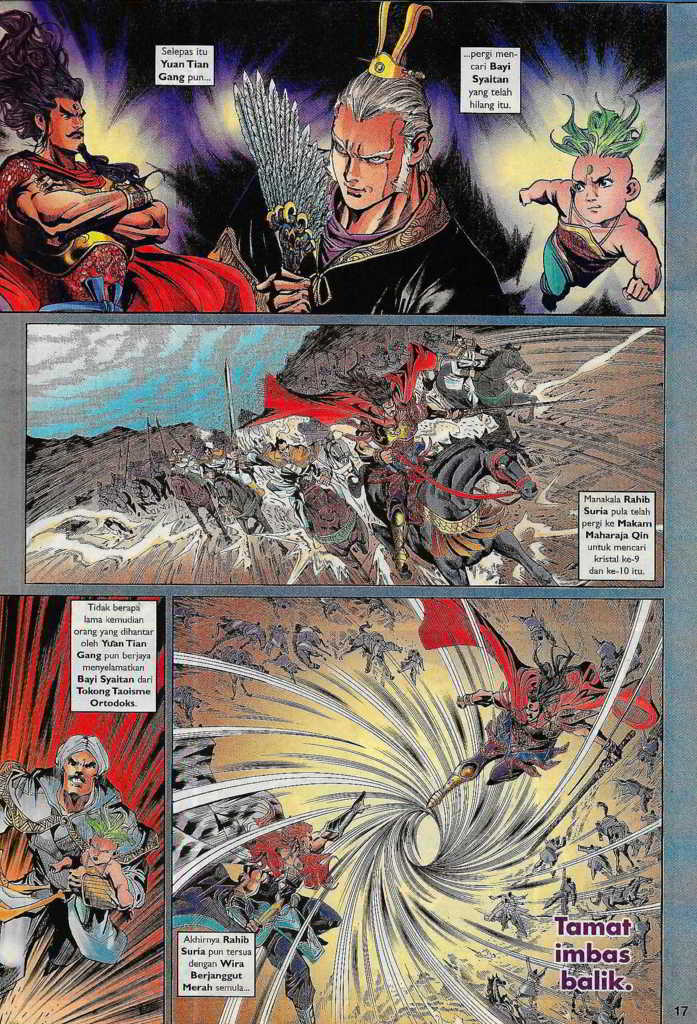 Selepas itu
Yuan Tian
Gang pun...
...pergi men-
cari Bayi
Syaitan
yang telah
hilang itu.
Manakala Rahib
Suria pula telah
pergi ke Makam
Maharaja Qin
untuk mencari
kristal ke-9
dan ke-10 itu.
Tidak berapa
lama kemudian
orang yang dihantar
oleh Yuan Tian
Gang pun berjaya
menyelamatkan
Bayi Syaitan dari
Tokong Taoisme
Ortodoks.
Akhirnya Rahib
Suria pun tersua
dengan Wira
Berjanggut
Merah semula...
Tamat
imbas
balik.
17